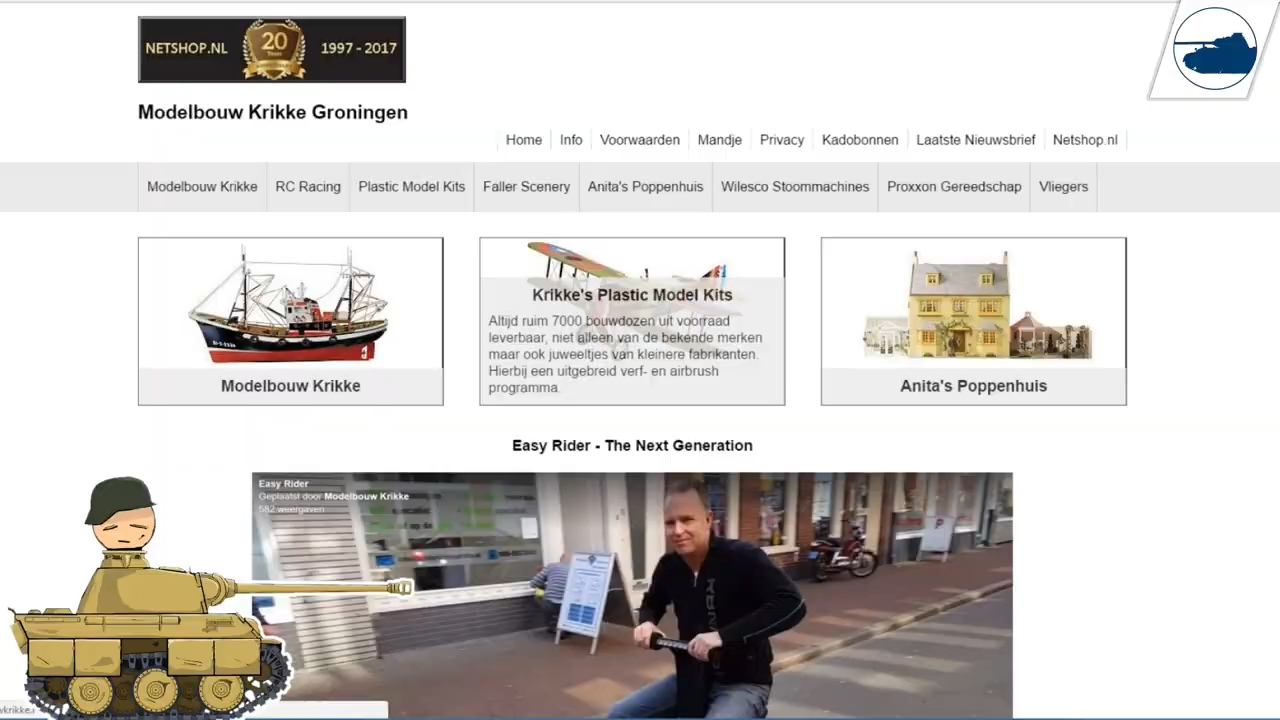 NETSHOP.NL 20 Years 1997 - 2017
Modelbouw Krikke Groningen
Home Info Voorwaarden Mandje Privacy Kadobonnen Laatste Nieuwsbrief Netshop.nl
Modelbouw Krikke RC Racing Plastic Model Kits Faller Scenery Anita's Poppenhuis Wilesco Stoommachines Proxxon Gereedschap Vliegers
Modelbouw Krikke
Krikke's Plastic Model Kits
Altijd ruim 7000 bouwdozen uit voorraad
leverbaar, niet alleen van de bekende merken
maar ook juweeltjes van kleinere fabrikanten.
Hierbij een uitgebreid verf- en airbrush
programma.
Anita's Poppenhuis
Easy Rider - The Next Generation
Easy Rider
Geplaatst door Modelbouw Krikke
582 weergaven
P